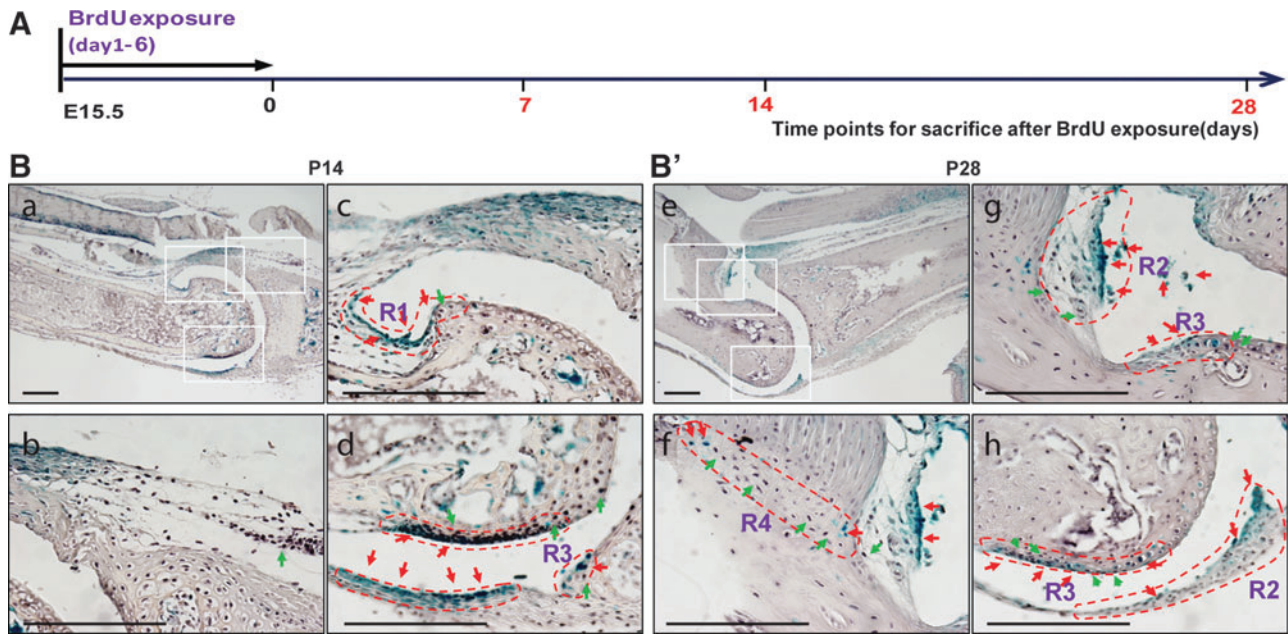 A
BrdU exposure
(day1-6)
E15.5
0
7
14
28
Time points for sacrifice after BrdU exposure(days)
B
P14
B'
P28
a
c
R1
e
g
R2
R3
b
d
R3
f
R4
h
R3
R2